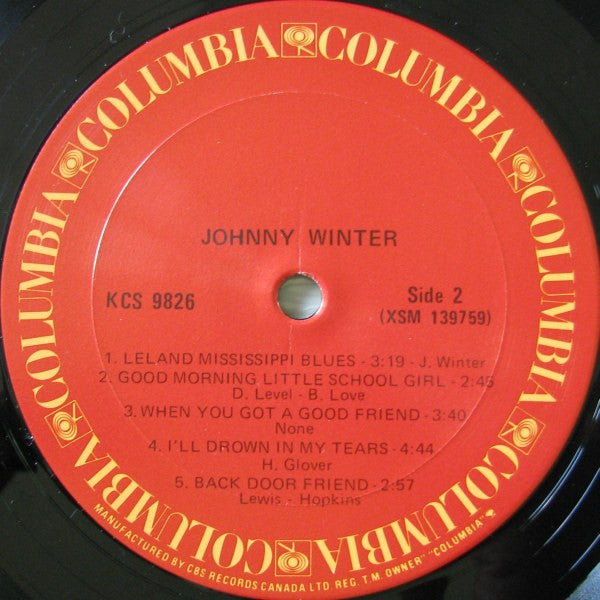 COLUMBIA COLUMBIA COLUMBIA COLUMBIA COLUMBIA COLUMBIA
JOHNNY WINTER
KCS 9826
Side 2
(XSM 139759)
1. LELAND MISSISSIPPI BLUES - 3:19 - J. Winter
2. GOOD MORNING LITTLE SCHOOL GIRL - 2:45
D. Level - B. Love
3. WHEN YOU GOT A GOOD FRIEND - 3:40
None
4. I'LL DROWN IN MY TEARS - 4:44
H. Glover
5. BACK DOOR FRIEND - 2:57
Lewis - Hopkins
MANUFACTURED BY CBS RECORDS CANADA LTD. REG. T.M. OWNER "COLUMBIA"